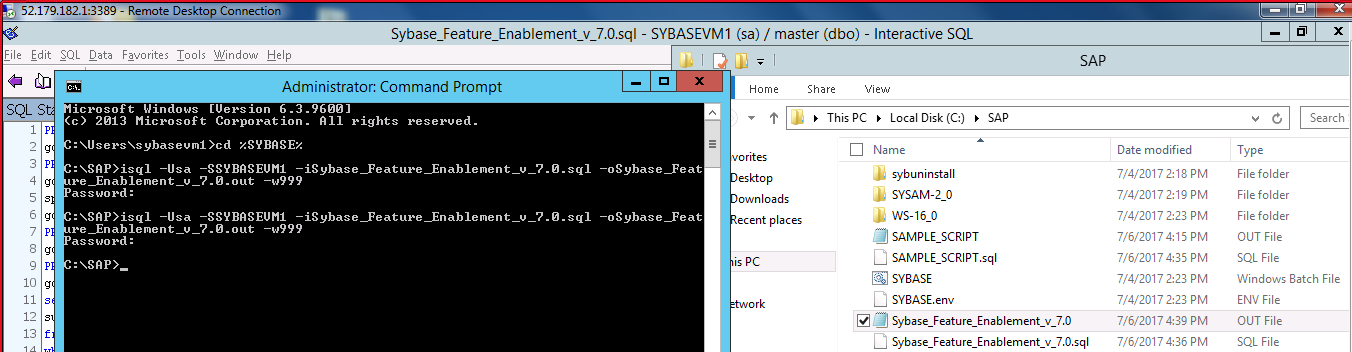 52.179.182.1:3389 - Remote Desktop Connection
Sybase_Feature_Enablement_v_7.0.sql - SYBASEVM1 (sa) / master (dbo) - Interactive SQL
File Edit SQL Data Favorites Tools Window Help
SQL Sta
1 PR
2 go
3 PR
4 go
5 sp
6 go
7 PR
8 go
9 PR
10 go
11 se
12 su
13 fr
14 wh
Administrator: Command Prompt
Microsoft Windows [Version 6.3.9600]
(c) 2013 Microsoft Corporation. All rights reserved.
C:\Users\sybasevm1>cd %SYBASE%
C:\SAP>isql -Usa -SSYBASEVM1 -iSybase_Feature_Enablement_v_7.0.sql -oSybase_Feat
ure_Enablement_v_7.0.out -w999
Password:
C:\SAP>isql -Usa -SSYBASEVM1 -iSybase_Feature_Enablement_v_7.0.sql -oSybase_Feat
ure_Enablement_v_7.0.out -w999
Password:
C:\SAP>_
SAP
Home Share View
This PC Local Disk (C:) SAP
Search
vorites
Desktop
Downloads
Recent places
his PC
etwork
Name Date modified Type
sybuninstall 7/4/2017 2:18 PM File folder
SYSAM-2_0 7/4/2017 2:19 PM File folder
WS-16_0 7/4/2017 2:23 PM File folder
SAMPLE_SCRIPT 7/6/2017 4:15 PM OUT File
SAMPLE_SCRIPT.sql 7/6/2017 4:35 PM SQL File
SYBASE 7/4/2017 2:23 PM Windows Batch File
SYBASE.env 7/4/2017 2:23 PM ENV File
Sybase_Feature_Enablement_v_7.0 7/6/2017 4:39 PM OUT File
Sybase_Feature_Enablement_v_7.0.sql 7/6/2017 4:36 PM SQL File